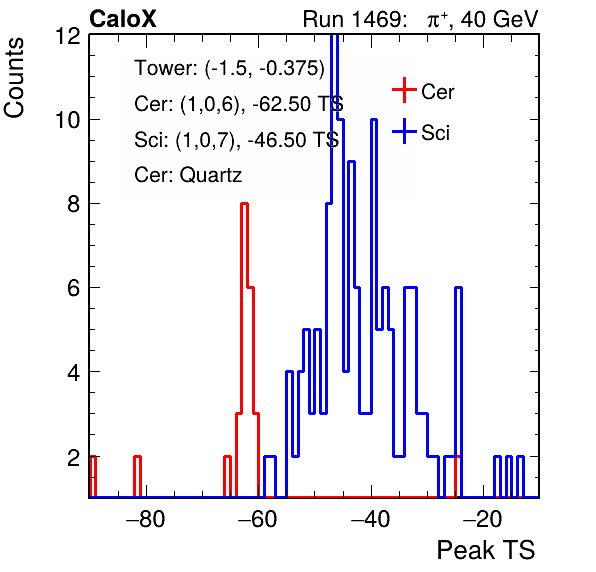 CaloX Run 1469: π⁺, 40 GeV
Counts
Tower: (-1.5, -0.375)
Cer: (1,0,6), -62.50 TS
Sci: (1,0,7), -46.50 TS
Cer: Quartz
Cer
Sci
12
10
8
6
4
2
−80 −60 −40 −20
Peak TS